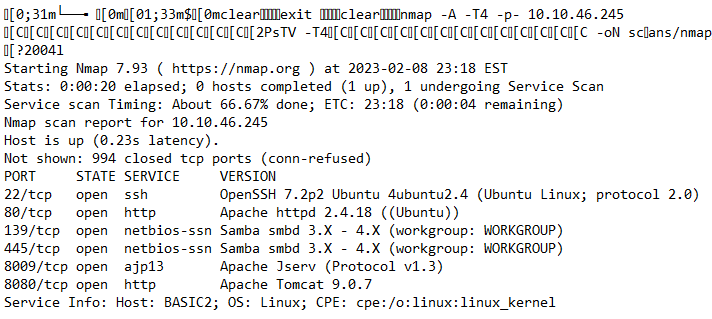 [0;31m└──╼ [0m[01;33m$[0mclearexit clearnmap -A -T4 -p- 10.10.46.245
[C[C[C[C[C[C[C[C[C[C[C[C[C[2PsTV -T4[C[C[C[C[C[C[C[C[C[C[C[C[C[C -oN scans/nmap
[?2004l
Starting Nmap 7.93 ( https://nmap.org ) at 2023-02-08 23:18 EST
Stats: 0:00:20 elapsed; 0 hosts completed (1 up), 1 undergoing Service Scan
Service scan Timing: About 66.67% done; ETC: 23:18 (0:00:04 remaining)
Nmap scan report for 10.10.46.245
Host is up (0.23s latency).
Not shown: 994 closed tcp ports (conn-refused)
PORT     STATE SERVICE     VERSION
22/tcp   open  ssh         OpenSSH 7.2p2 Ubuntu 4ubuntu2.4 (Ubuntu Linux; protocol 2.0)
80/tcp   open  http        Apache httpd 2.4.18 ((Ubuntu))
139/tcp  open  netbios-ssn Samba smbd 3.X - 4.X (workgroup: WORKGROUP)
445/tcp  open  netbios-ssn Samba smbd 3.X - 4.X (workgroup: WORKGROUP)
8009/tcp open  ajp13       Apache Jserv (Protocol v1.3)
8080/tcp open  http        Apache Tomcat 9.0.7
Service Info: Host: BASIC2; OS: Linux; CPE: cpe:/o:linux:linux_kernel